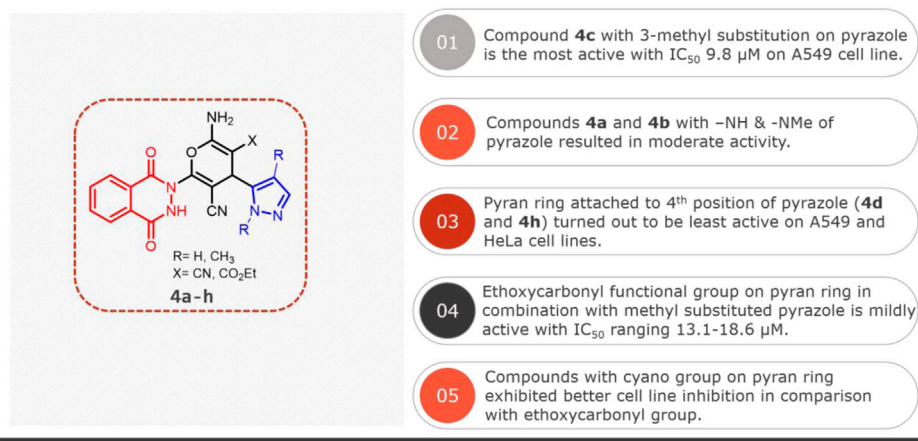 NH₂
X
O
R
O
N
NH
CN
N
N
R
O
R= H, CH₃
X= CN, CO₂Et
4a-h
01
Compound 4c with 3-methyl substitution on pyrazole
is the most active with IC₅₀ 9.8 µM on A549 cell line.
02
Compounds 4a and 4b with –NH & -NMe of
pyrazole resulted in moderate activity.
03
Pyran ring attached to 4ᵗʰ position of pyrazole (4d
and 4h) turned out to be least active on A549 and
HeLa cell lines.
04
Ethoxycarbonyl functional group on pyran ring in
combination with methyl substituted pyrazole is mildly
active with IC₅₀ ranging 13.1-18.6 µM.
05
Compounds with cyano group on pyran ring
exhibited better cell line inhibition in comparison
with ethoxycarbonyl group.